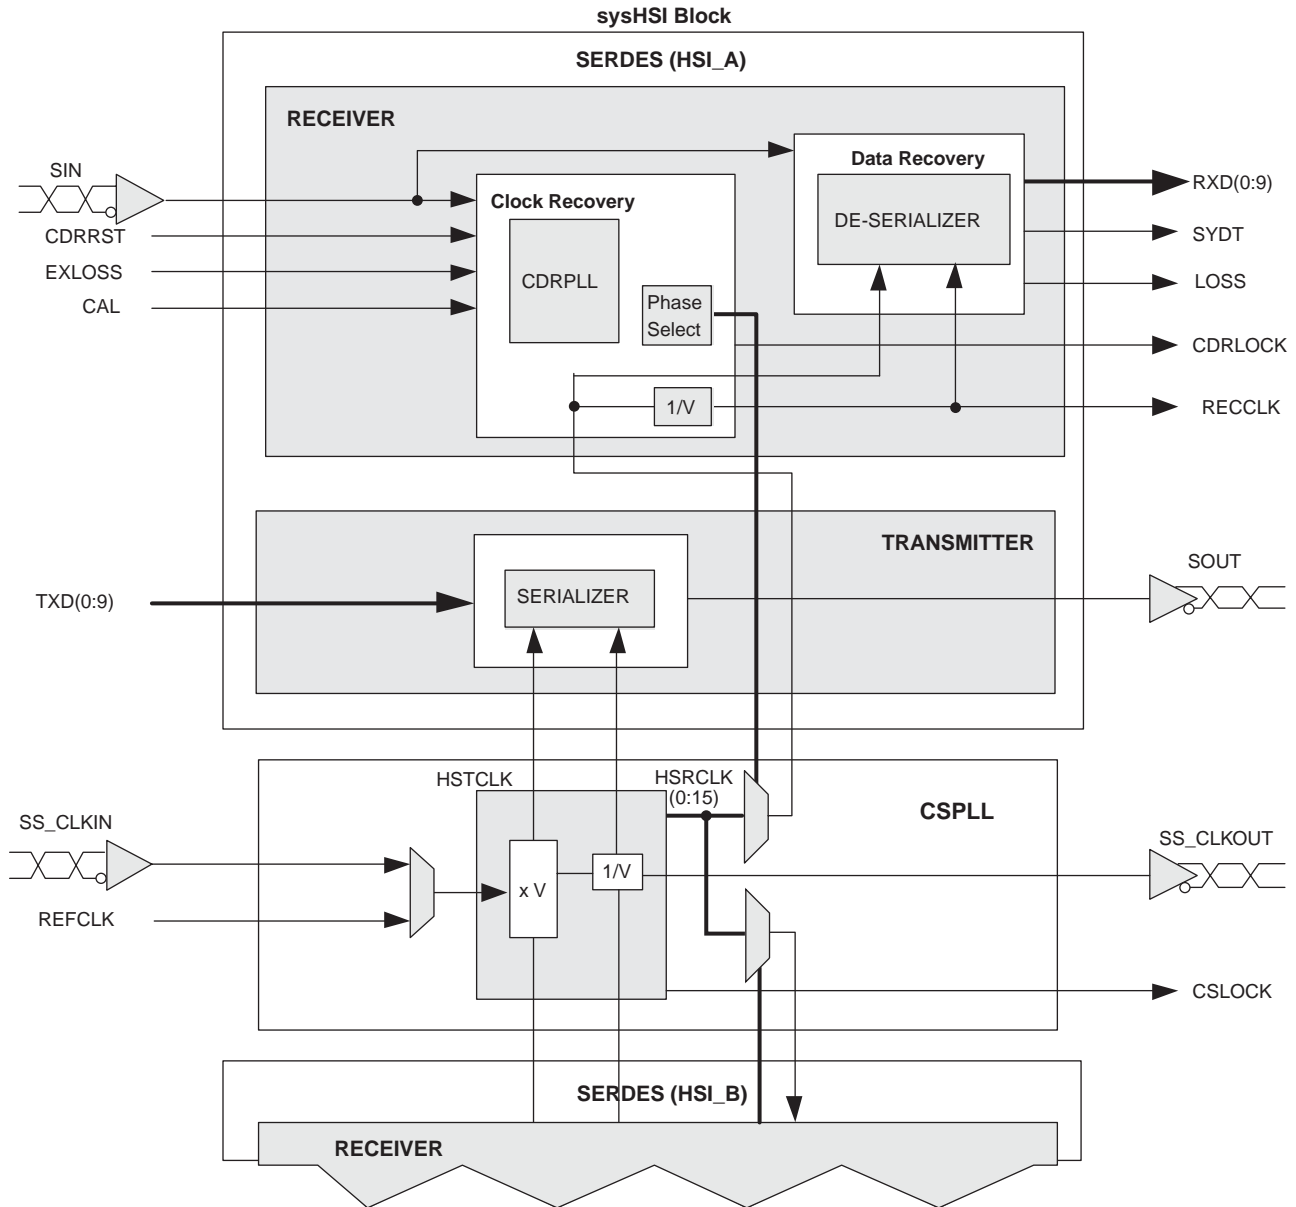 sysHSI Block
SERDES (HSI_A)
RECEIVER
Data Recovery
SIN
RXD(0:9)
Clock Recovery
DE-SERIALIZER
CDRRST
SYDT
EXLOSS
CDRPLL
LOSS
CAL
Phase
Select
CDRLOCK
1/V
RECCLK
TRANSMITTER
SOUT
TXD(0:9)
SERIALIZER
HSTCLK
HSRCLK
(0:15)
CSPLL
SS_CLKIN
SS_CLKOUT
x V
1/V
REFCLK
CSLOCK
SERDES (HSI_B)
RECEIVER